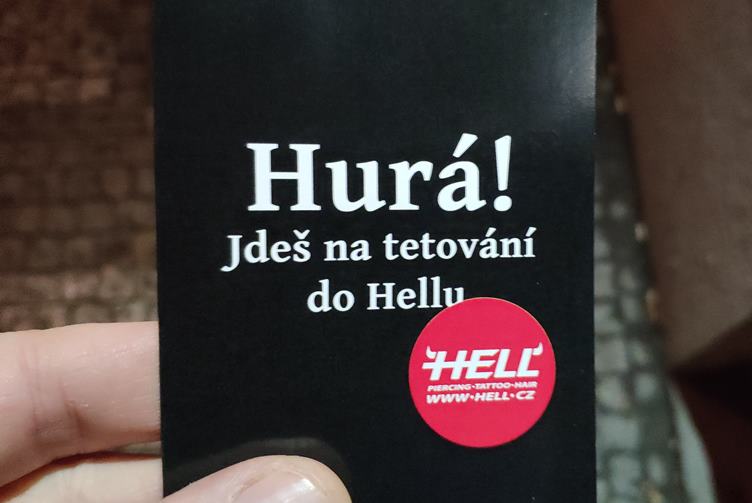 Hurá!
Jdeš na tetování
do Hellu
HELL
PIERCING•TATTOO•HAIR
WWW•HELL•CZ